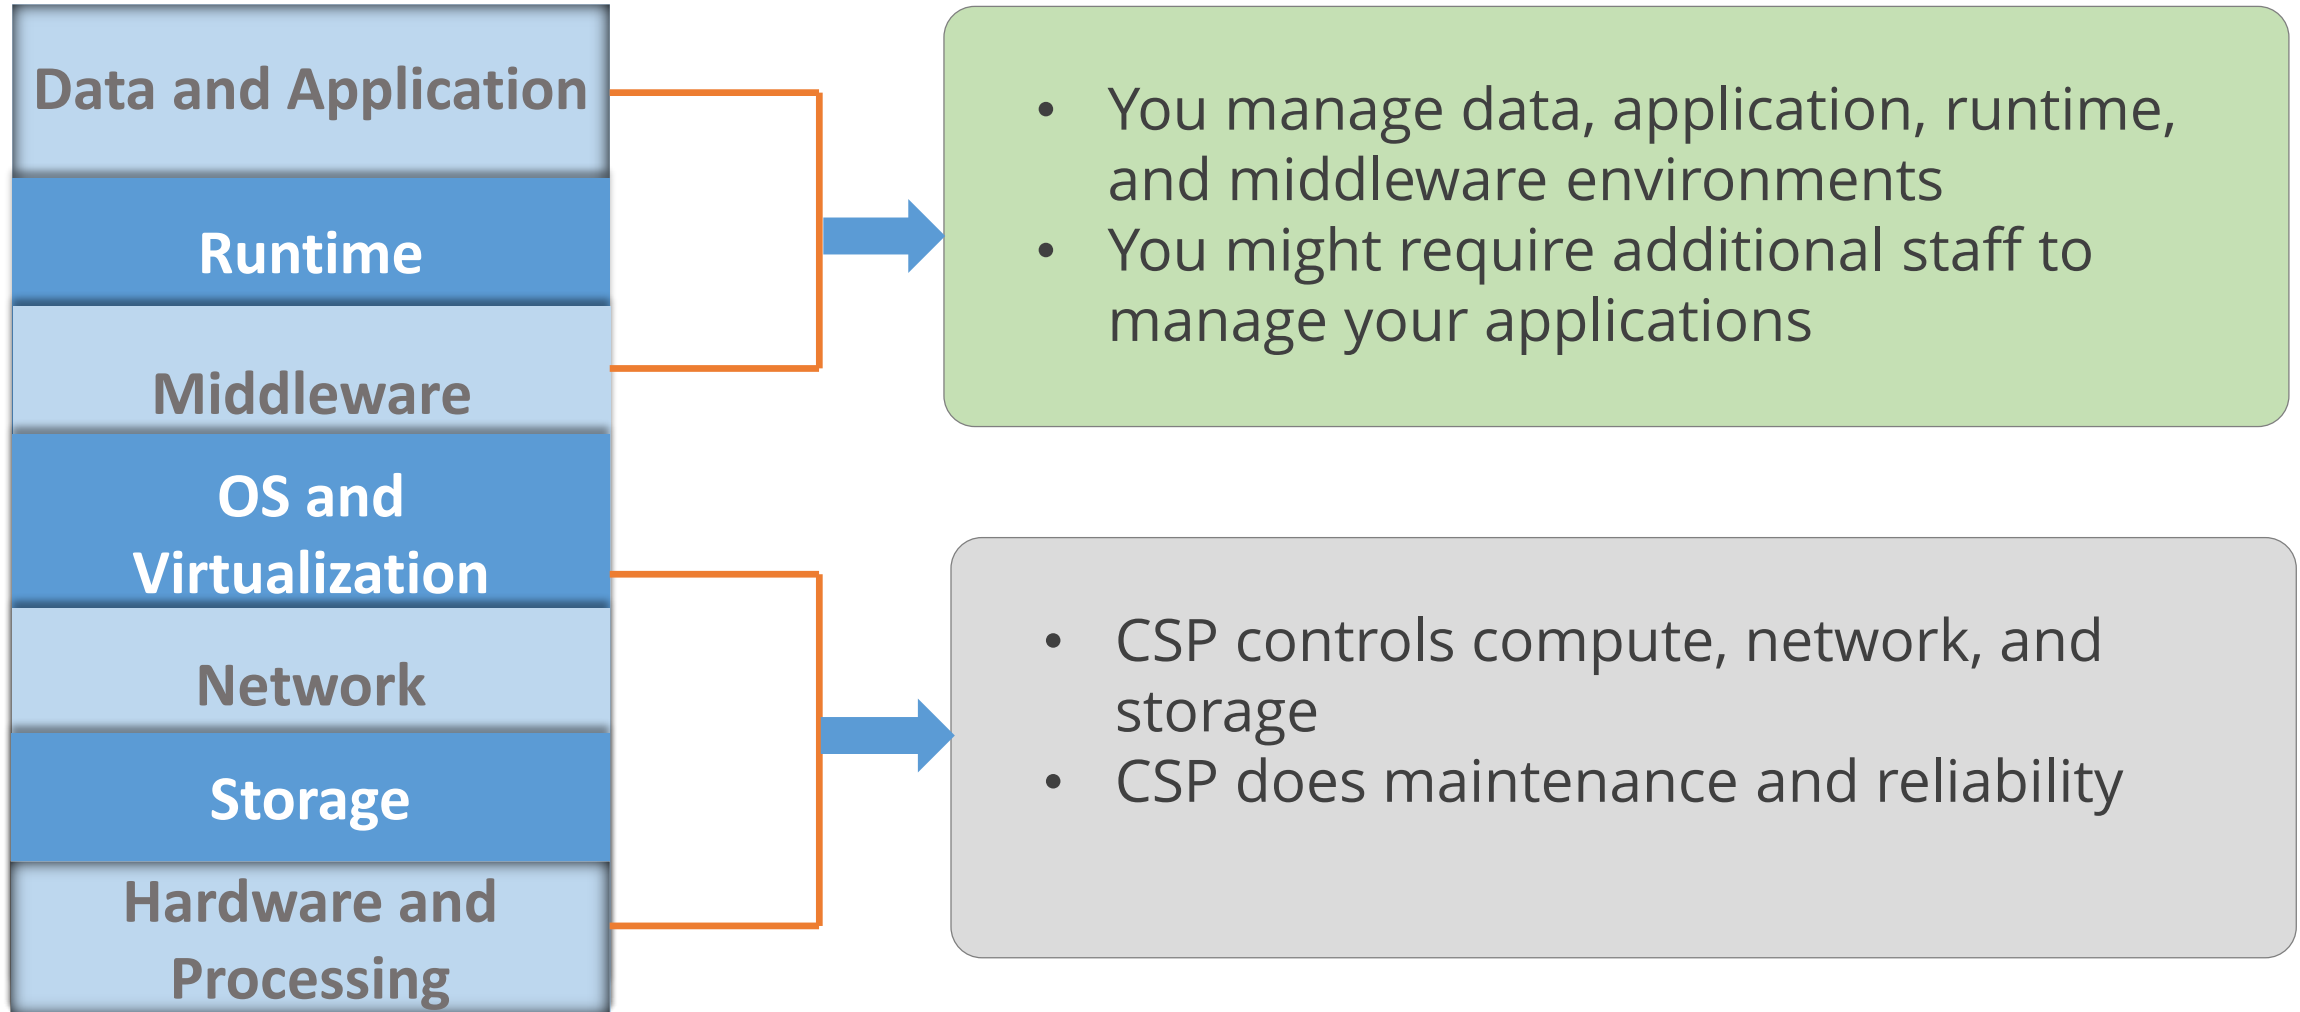 Data and Application
Runtime
Middleware
OS and
Virtualization
Network
Storage
Hardware and
Processing
• You manage data, application, runtime,
and middleware environments
• You might require additional staff to
manage your applications
• CSP controls compute, network, and
storage
• CSP does maintenance and reliability